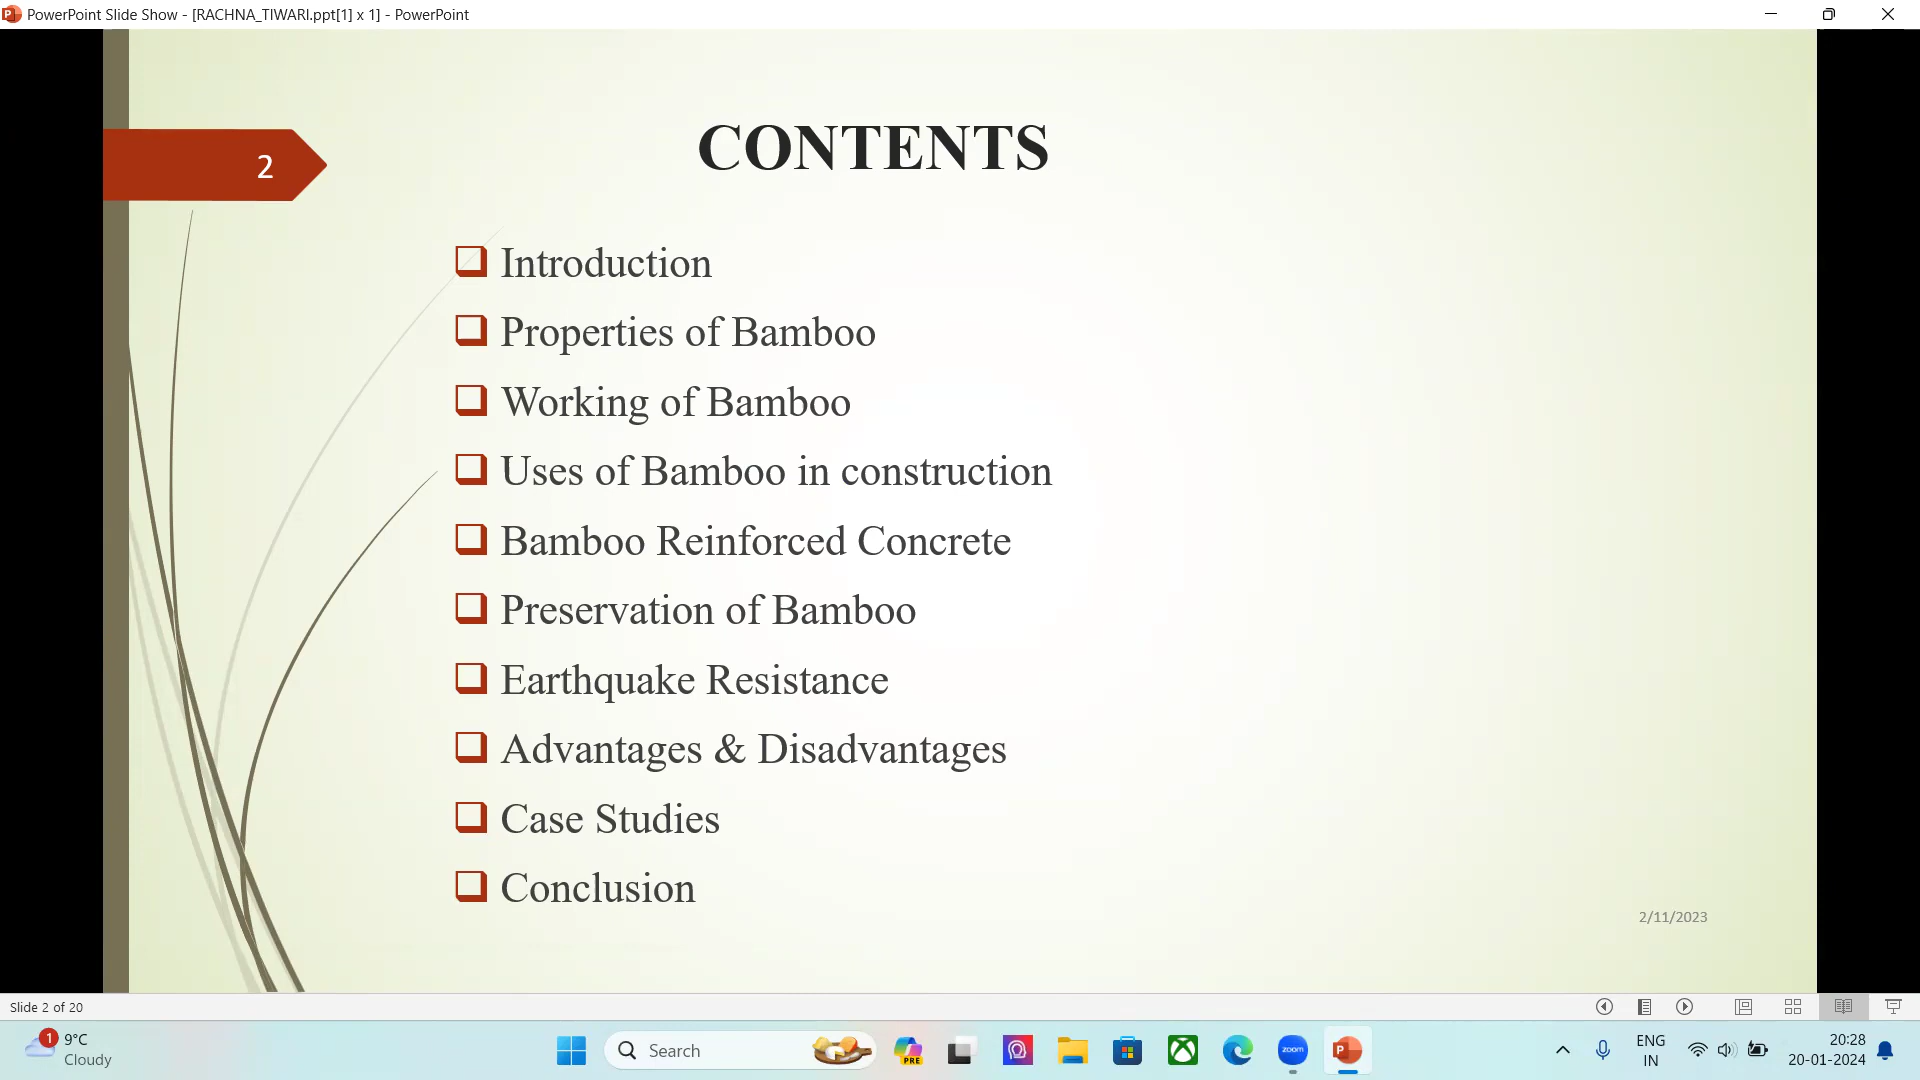 PowerPoint Slide Show - [RACHNA_TIWARI.ppt[1] x 1] - PowerPoint
2
CONTENTS
Introduction
Properties of Bamboo
Working of Bamboo
Uses of Bamboo in construction
Bamboo Reinforced Concrete
Preservation of Bamboo
Earthquake Resistance
Advantages & Disadvantages
Case Studies
Conclusion
2/11/2023
Slide 2 of 20
1
9°C
Cloudy
Search
PRE
zoom
ENG
IN
20:28
20-01-2024